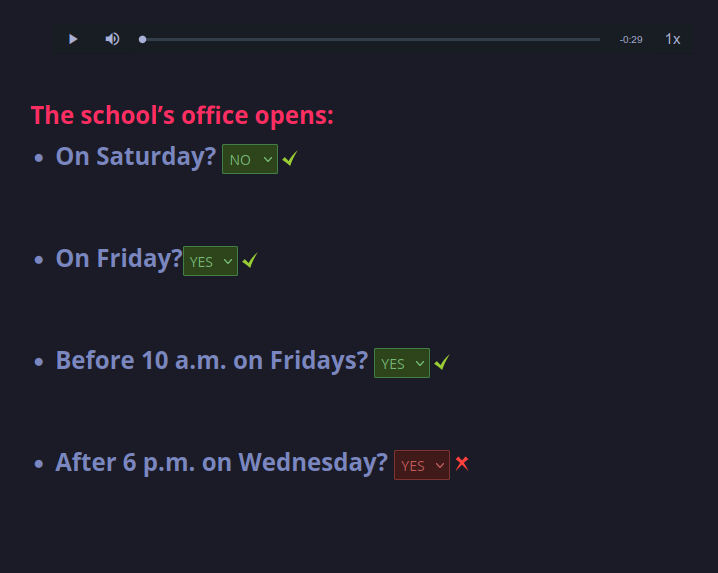 -0:29 1x
The school’s office opens:
• On Saturday? NO
• On Friday? YES
• Before 10 a.m. on Fridays? YES
• After 6 p.m. on Wednesday? YES